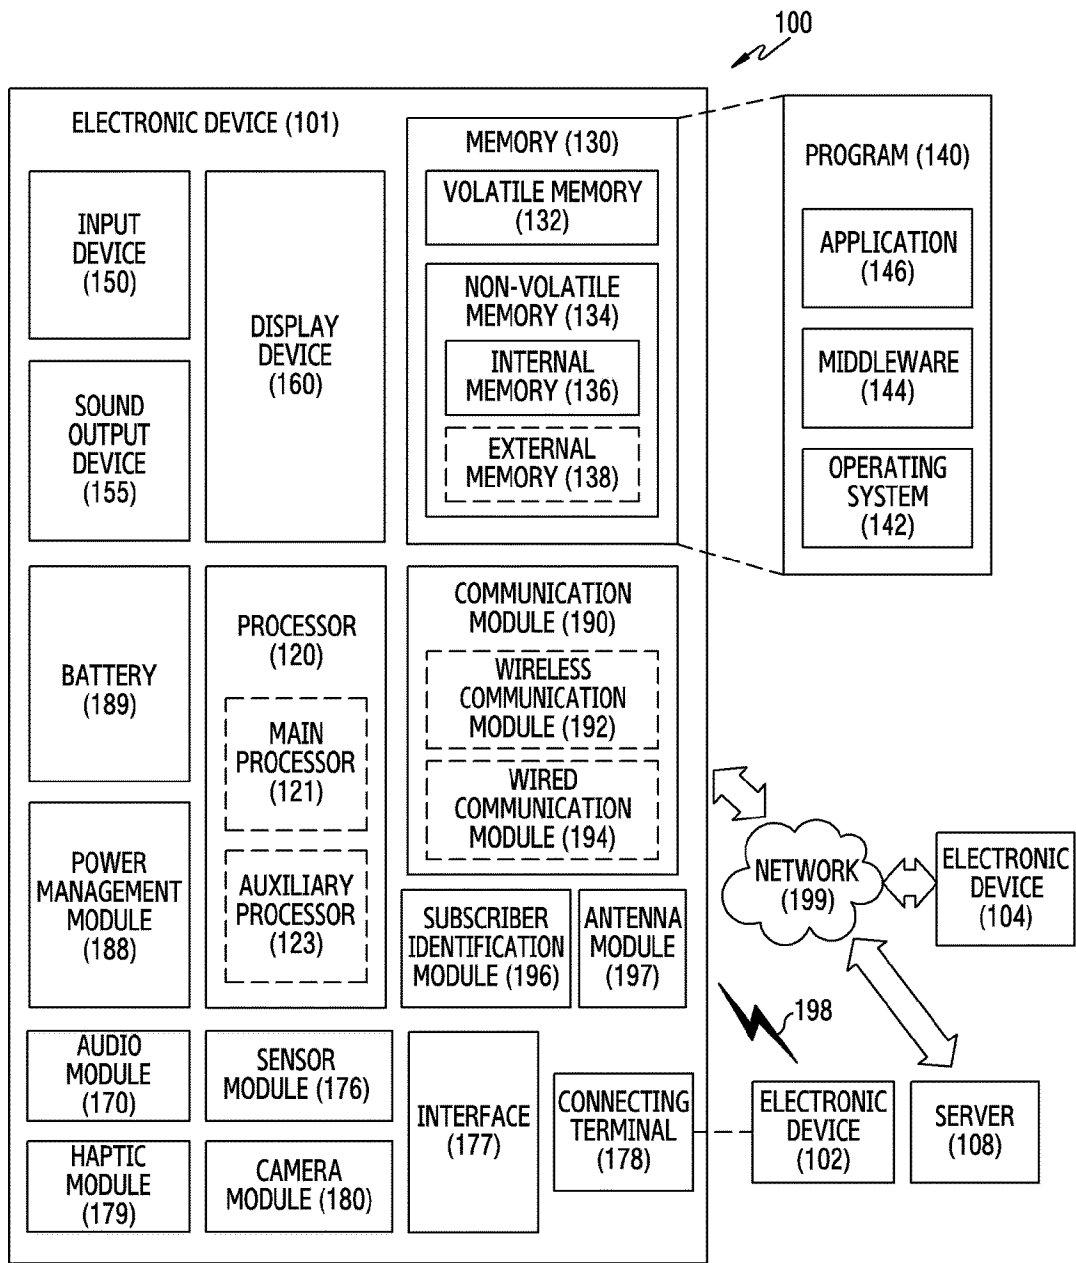 100
ELECTRONIC DEVICE (101)
INPUT
DEVICE
(150)
SOUND
OUTPUT
DEVICE
(155)
DISPLAY
DEVICE
(160)
MEMORY (130)
VOLATILE MEMORY
(132)
NON-VOLATILE
MEMORY (134)
INTERNAL
MEMORY (136)
EXTERNAL
MEMORY (138)
PROGRAM (140)
APPLICATION
(146)
MIDDLEWARE
(144)
OPERATING
SYSTEM
(142)
BATTERY
(189)
POWER
MANAGEMENT
MODULE
(188)
PROCESSOR
(120)
MAIN
PROCESSOR
(121)
AUXILIARY
PROCESSOR
(123)
COMMUNICATION
MODULE (190)
WIRELESS
COMMUNICATION
MODULE (192)
WIRED
COMMUNICATION
MODULE (194)
SUBSCRIBER
IDENTIFICATION
MODULE (196)
ANTENNA
MODULE
(197)
NETWORK
(199)
ELECTRONIC
DEVICE
(104)
198
AUDIO
MODULE
(170)
SENSOR
MODULE (176)
HAPTIC
MODULE
(179)
CAMERA
MODULE (180)
INTERFACE
(177)
CONNECTING
TERMINAL
(178)
ELECTRONIC
DEVICE
(102)
SERVER
(108)